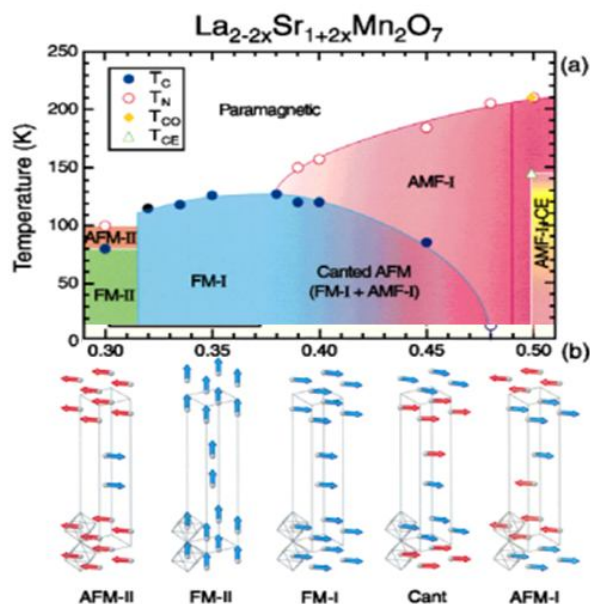 La2-2xSr1+2xMn2O7
(a)
TC
TN
TCO
TCE
Paramagnetic
250
200
150
100
50
0
Temperature (K)
AMF-I
AFM-II
FM-II
FM-I
Canted AFM
(FM-I + AMF-I)
AMF-I+CE
0.30 0.35 0.40 0.45 0.50
(b)
AFM-II FM-II FM-I Cant AFM-I